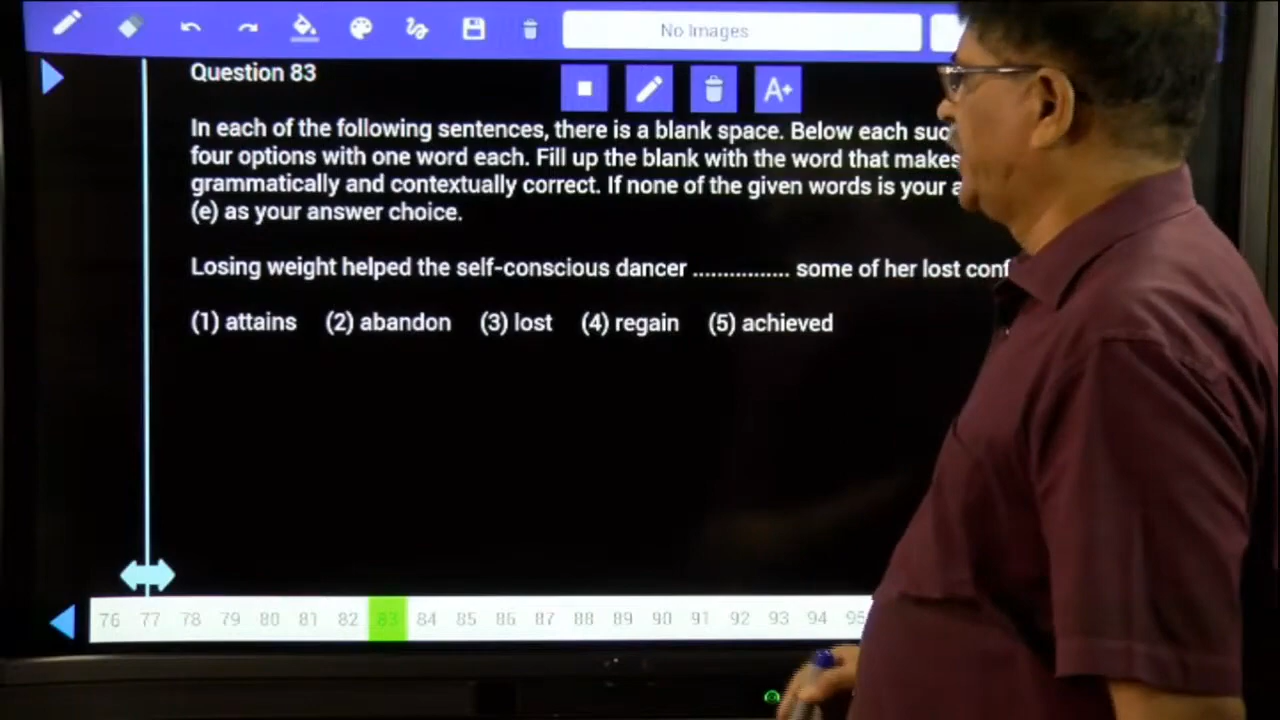 No Images
Question 83
A+
In each of the following sentences, there is a blank space. Below each
four options with one word each. Fill up the blank with the word that makes
grammatically and contextually correct. If none of the given words is your
(e) as your answer choice.
Losing weight helped the self-conscious dancer ................ some of her lost
(1) attains (2) abandon (3) lost (4) regain (5) achieved
76 77 78 79 80 81 82 83 84 85 86 87 88 89 90 91 92 93 94 95